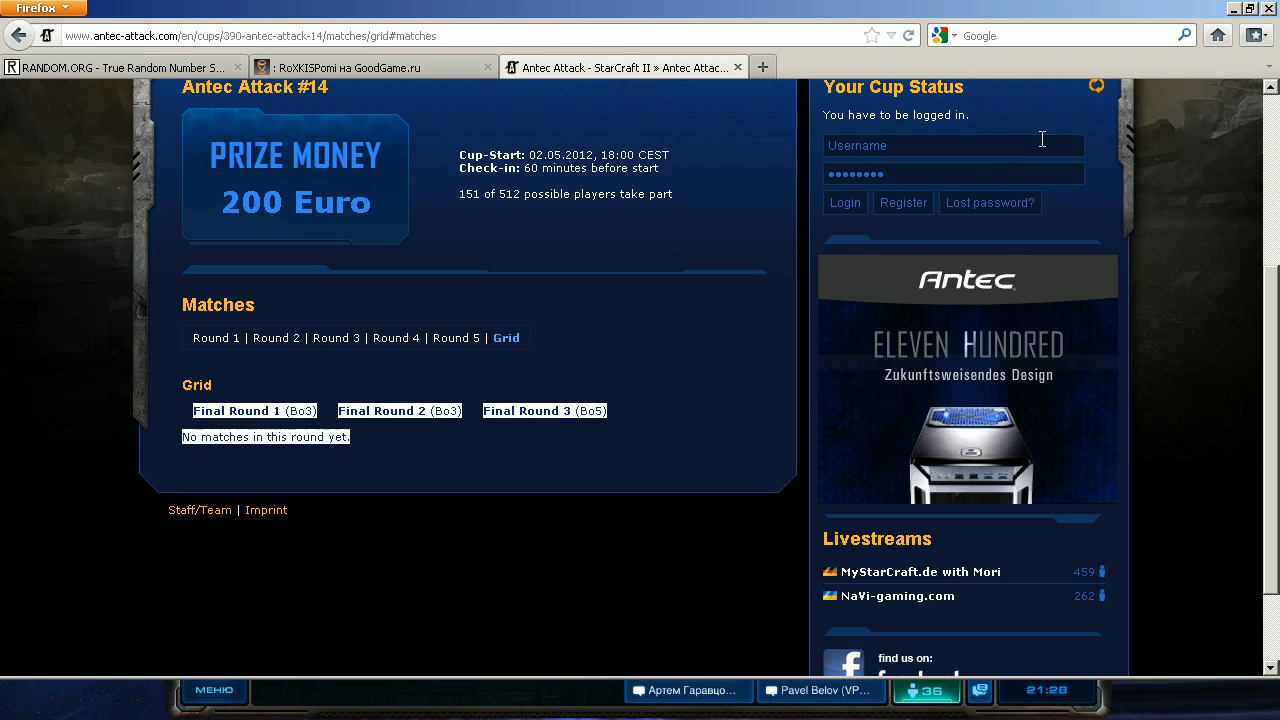 Firefox
www.antec-attack.com/en/cups/390-antec-attack-14/matches/grid#matches
Google
RANDOM.ORG - True Random Number S...
: RoXKISPomi на GoodGame.ru
Antec Attack - StarCraft II » Antec Attac...
Antec Attack #14
PRIZE MONEY
200 Euro
Cup-Start: 02.05.2012, 18:00 CEST
Check-in: 60 minutes before start
151 of 512 possible players take part
Matches
Round 1 | Round 2 | Round 3 | Round 4 | Round 5 | Grid
Grid
Final Round 1 (Bo3) Final Round 2 (Bo3) Final Round 3 (Bo5)
No matches in this round yet.
Staff/Team | Imprint
Your Cup Status
You have to be logged in.
Username
Login Register Lost password?
Antec
ELEVEN HUNDRED
Zukunftsweisendes Design
Livestreams
MyStarCraft.de with Mori 459
Na`Vi-gaming.com 262
find us on:
МЕНЮ
Артем Гаравцо...
Pavel Belov (VP...
36
21:28